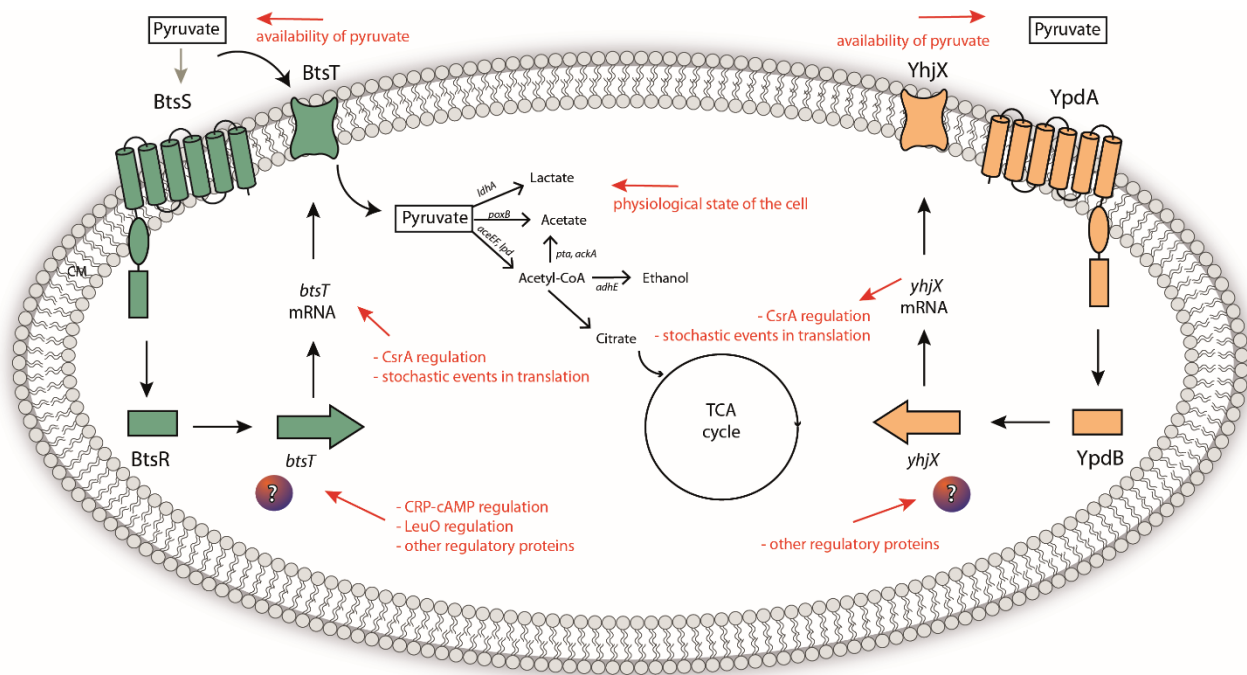 Pyruvate
availability of pyruvate
availability of pyruvate
Pyruvate
BtsS
BtsT
YhjX
YpdA
ldhA
Lactate
physiological state of the cell
Pyruvate
poxB
Acetate
aceEF, lpd
pta, ackA
Acetyl-CoA
adhE
Ethanol
CM
btsT
mRNA
yhjX
mRNA
- CsrA regulation
- stochastic events in translation
- CsrA regulation
- stochastic events in translation
Citrate
TCA
cycle
BtsR
btsT
yhjX
YpdB
?
?
- CRP-cAMP regulation
- LeuO regulation
- other regulatory proteins
- other regulatory proteins